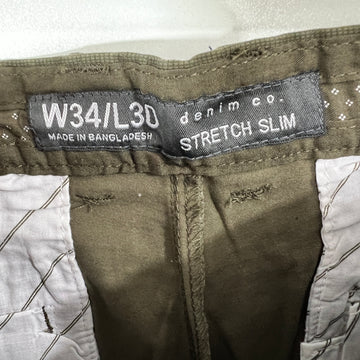 W34/L30
MADE IN BANGLADESH
denim co.
STRETCH SLIM